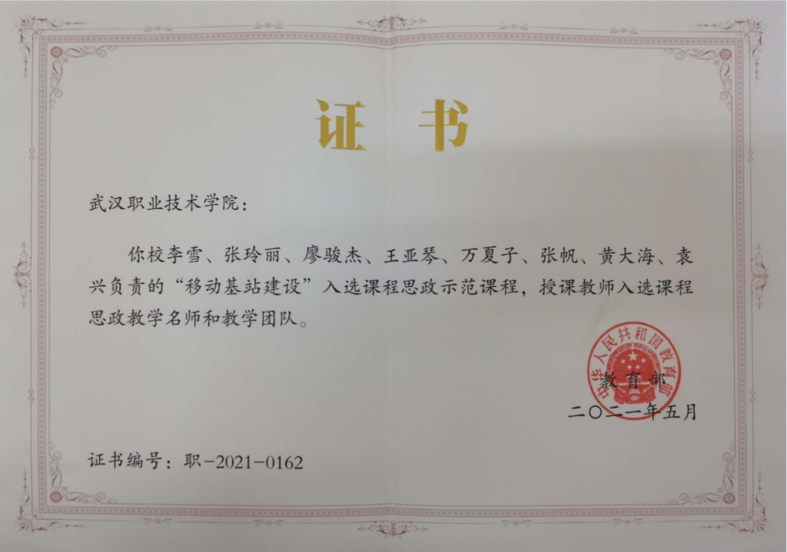 证书
武汉职业技术学院：
你校李雪、张玲丽、廖骏杰、王亚琴、万夏子、张帆、黄大海、袁
兴负责的“移动基站建设”入选课程思政示范课程，授课教师入选课程
思政教学名师和教学团队。
中华人民共和国教育部
教育部
二〇二一年五月
证书编号：职-2021-0162